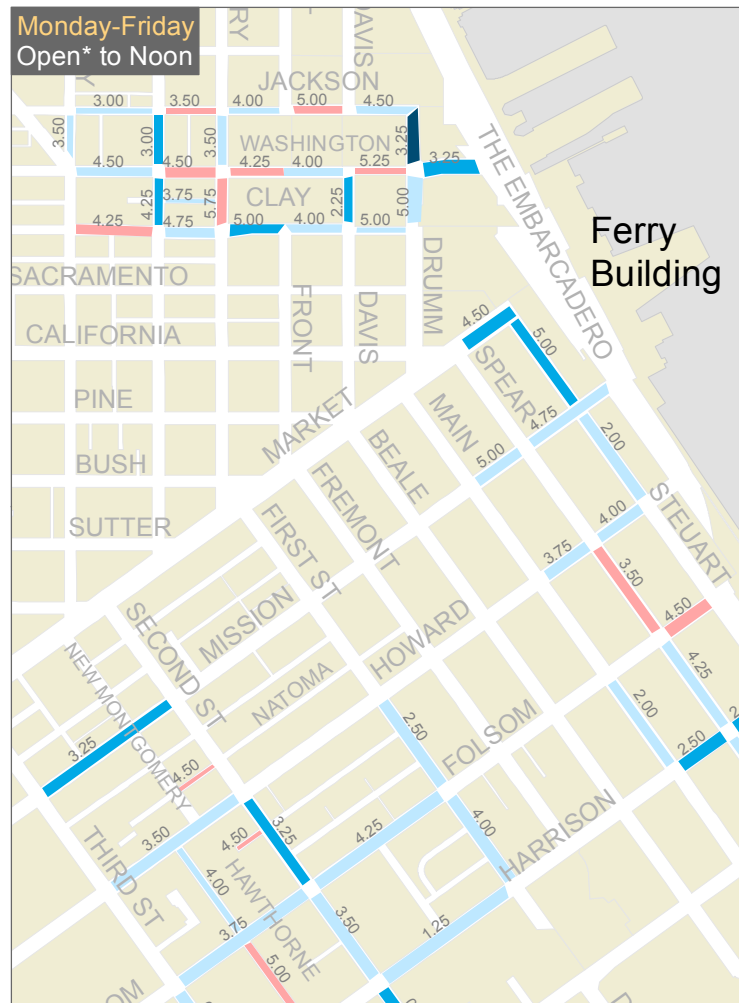 Monday-Friday
Open* to Noon
RY
DAVIS
JACKSON
3.00
3.50
4.00
5.00
4.50
3.50
3.00
3.50
WASHINGTON
3.25
THE EMBARCADERO
4.50
4.50
4.25
4.00
5.25
3.25
4.25
3.75
5.75
CLAY
2.25
5.00
4.25
4.75
5.00
4.00
5.00
Ferry
Building
SACRAMENTO
FRONT
DAVIS
DRUMM
CALIFORNIA
4.50
5.00
PINE
MARKET
SPEAR
MAIN
4.75
2.00
BUSH
BEALE
5.00
STEUART
SUTTER
FREMONT
4.00
FIRST ST
3.75
3.50
4.50
SECOND ST
MISSION
HOWARD
4.25
NEW MONTGOMERY
NATOMA
2.00
3.25
2.50
FOLSOM
2.50
4.50
HARRISON
3.50
4.50
3.25
4.25
4.00
THIRD ST
4.00
HAWTHORNE
3.75
3.50
1.25
5.00
OM